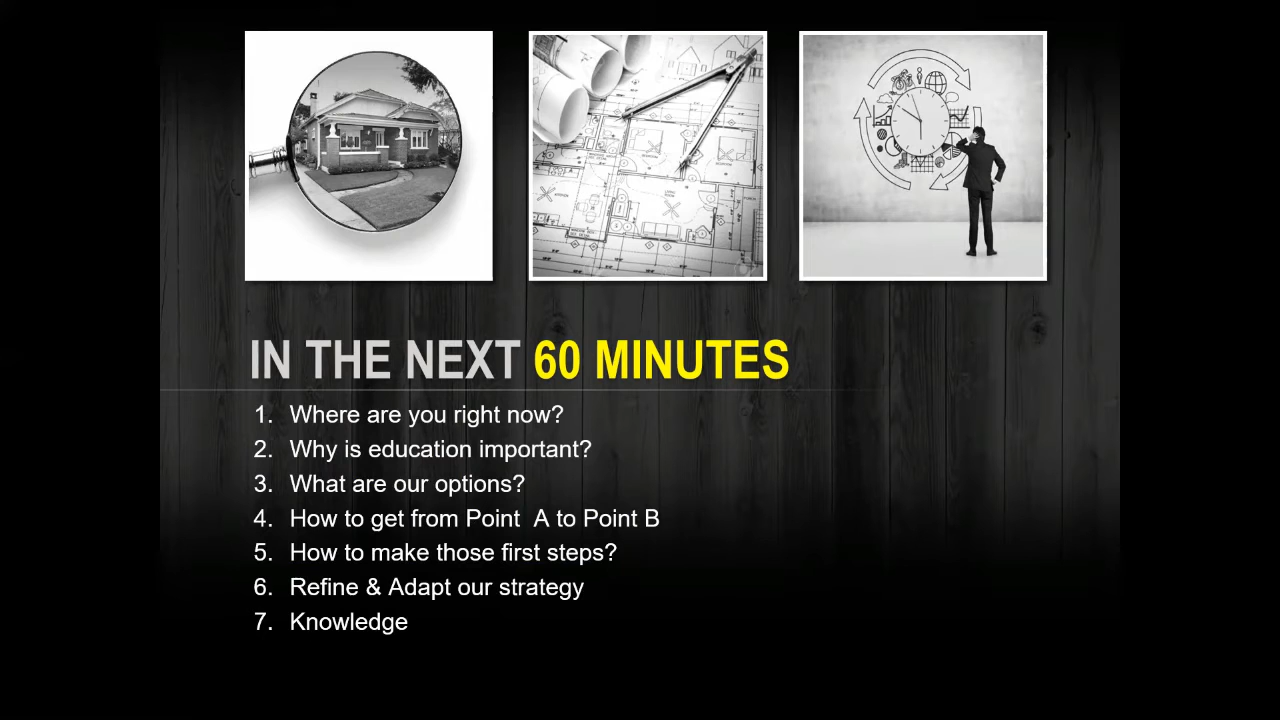 IN THE NEXT 60 MINUTES
1. Where are you right now?
2. Why is education important?
3. What are our options?
4. How to get from Point  A to Point B
5. How to make those first steps?
6. Refine & Adapt our strategy
7. Knowledge